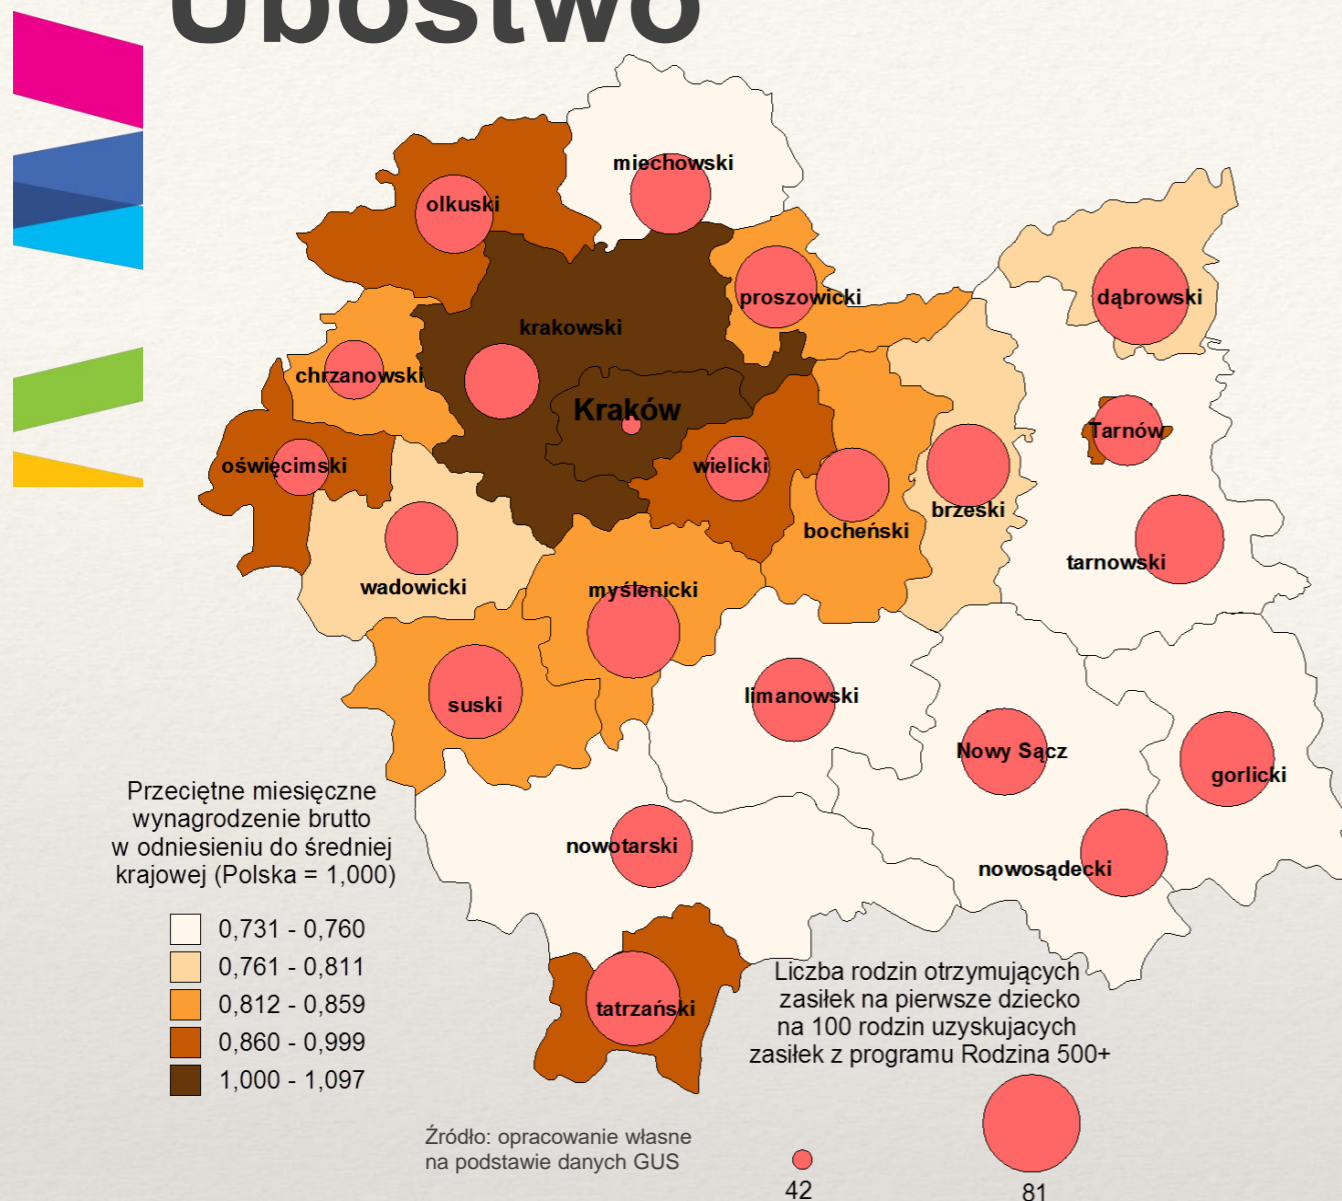 Ubóstwo
miechowski
olkuski
proszowicki
dąbrowski
krakowski
chrzanowski
Kraków
Tarnów
oświęcimski
wielicki
brzeski
bocheński
tarnowski
wadowicki
myślenicki
limanowski
suski
Nowy Sącz
gorlicki
nowotarski
nowosądecki
tatrzański
Przeciętne miesięczne
wynagrodzenie brutto
w odniesieniu do średniej
krajowej (Polska = 1,000)
0,731 - 0,760
0,761 - 0,811
0,812 - 0,859
0,860 - 0,999
1,000 - 1,097
Liczba rodzin otrzymujących
zasiłek na pierwsze dziecko
na 100 rodzin uzyskujacych
zasiłek z programu Rodzina 500+
42
81
Źródło: opracowanie własne
na podstawie danych GUS